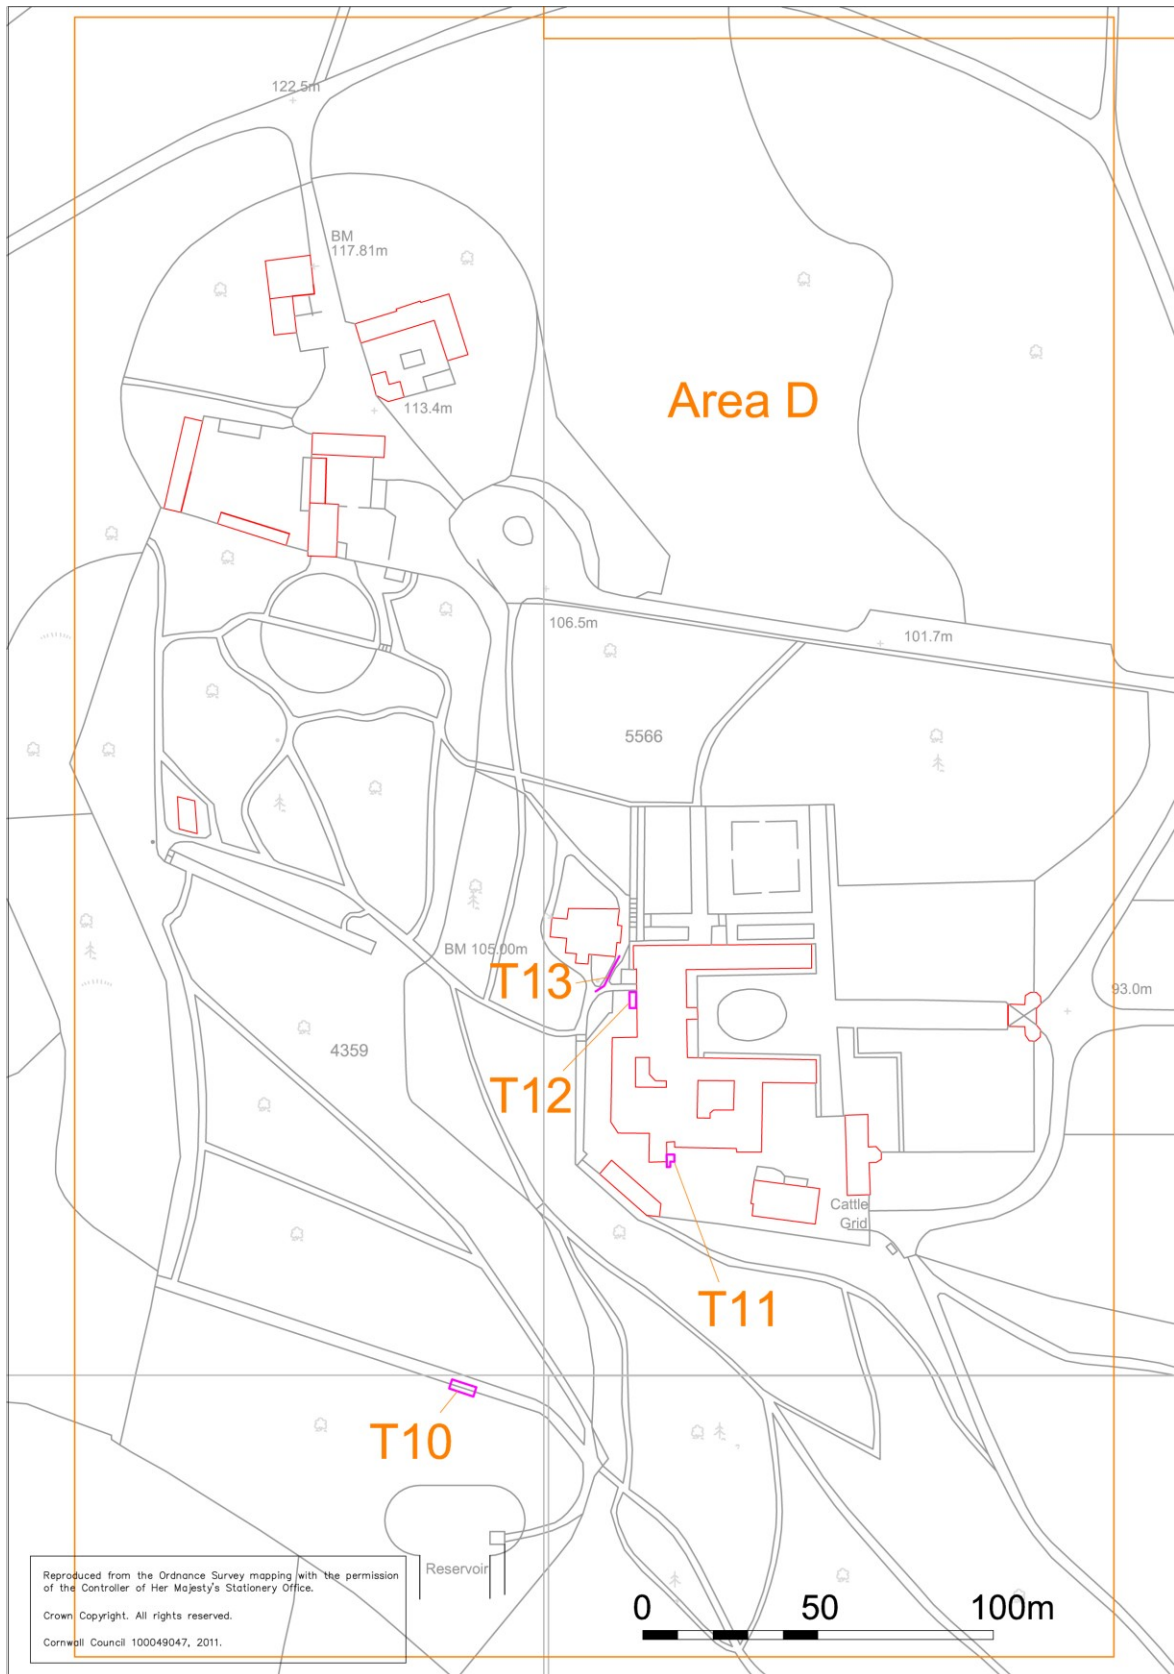 122.5m
BM
117.81m
Area D
113.4m
106.5m
101.7m
5566
BM 105.00m
T13
93.0m
4359
T12
Cattle
Grid
T11
T10
Reservoir
Reproduced from the Ordnance Survey mapping with the permission
of the Controller of Her Majesty's Stationery Office.
Crown Copyright. All rights reserved.
Cornwall Council 100049047, 2011.
0 50 100m